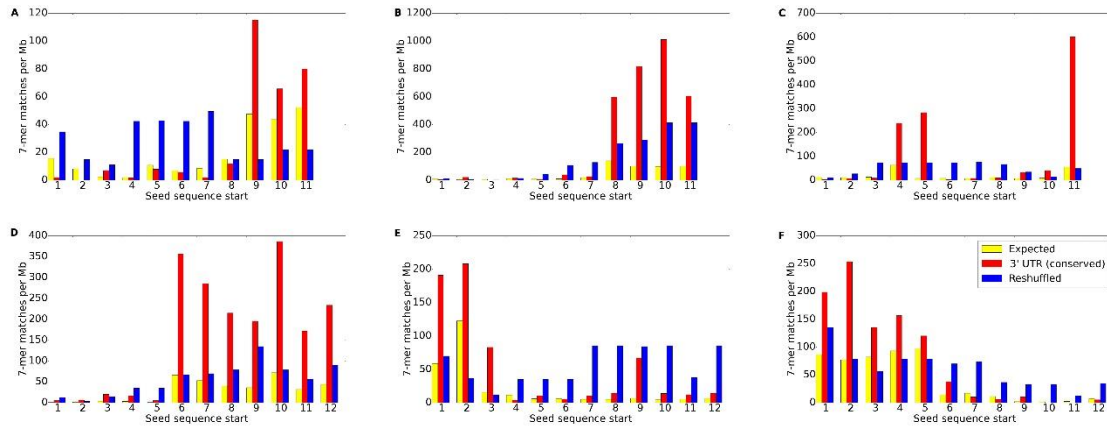 A
120
100
80
60
40
20
0
7-mer matches per Mb
1 2 3 4 5 6 7 8 9 10 11
Seed sequence start
B
1200
1000
800
600
400
200
0
7-mer matches per Mb
1 2 3 4 5 6 7 8 9 10 11
Seed sequence start
C
700
600
500
400
300
200
100
0
7-mer matches per Mb
1 2 3 4 5 6 7 8 9 10 11
Seed sequence start
D
400
350
300
250
200
150
100
50
0
7-mer matches per Mb
1 2 3 4 5 6 7 8 9 10 11 12
Seed sequence start
E
250
200
150
100
50
0
7-mer matches per Mb
1 2 3 4 5 6 7 8 9 10 11 12
Seed sequence start
F
300
250
200
150
100
50
0
7-mer matches per Mb
Expected
3' UTR (conserved)
Reshuffled
1 2 3 4 5 6 7 8 9 10 11 12
Seed sequence start